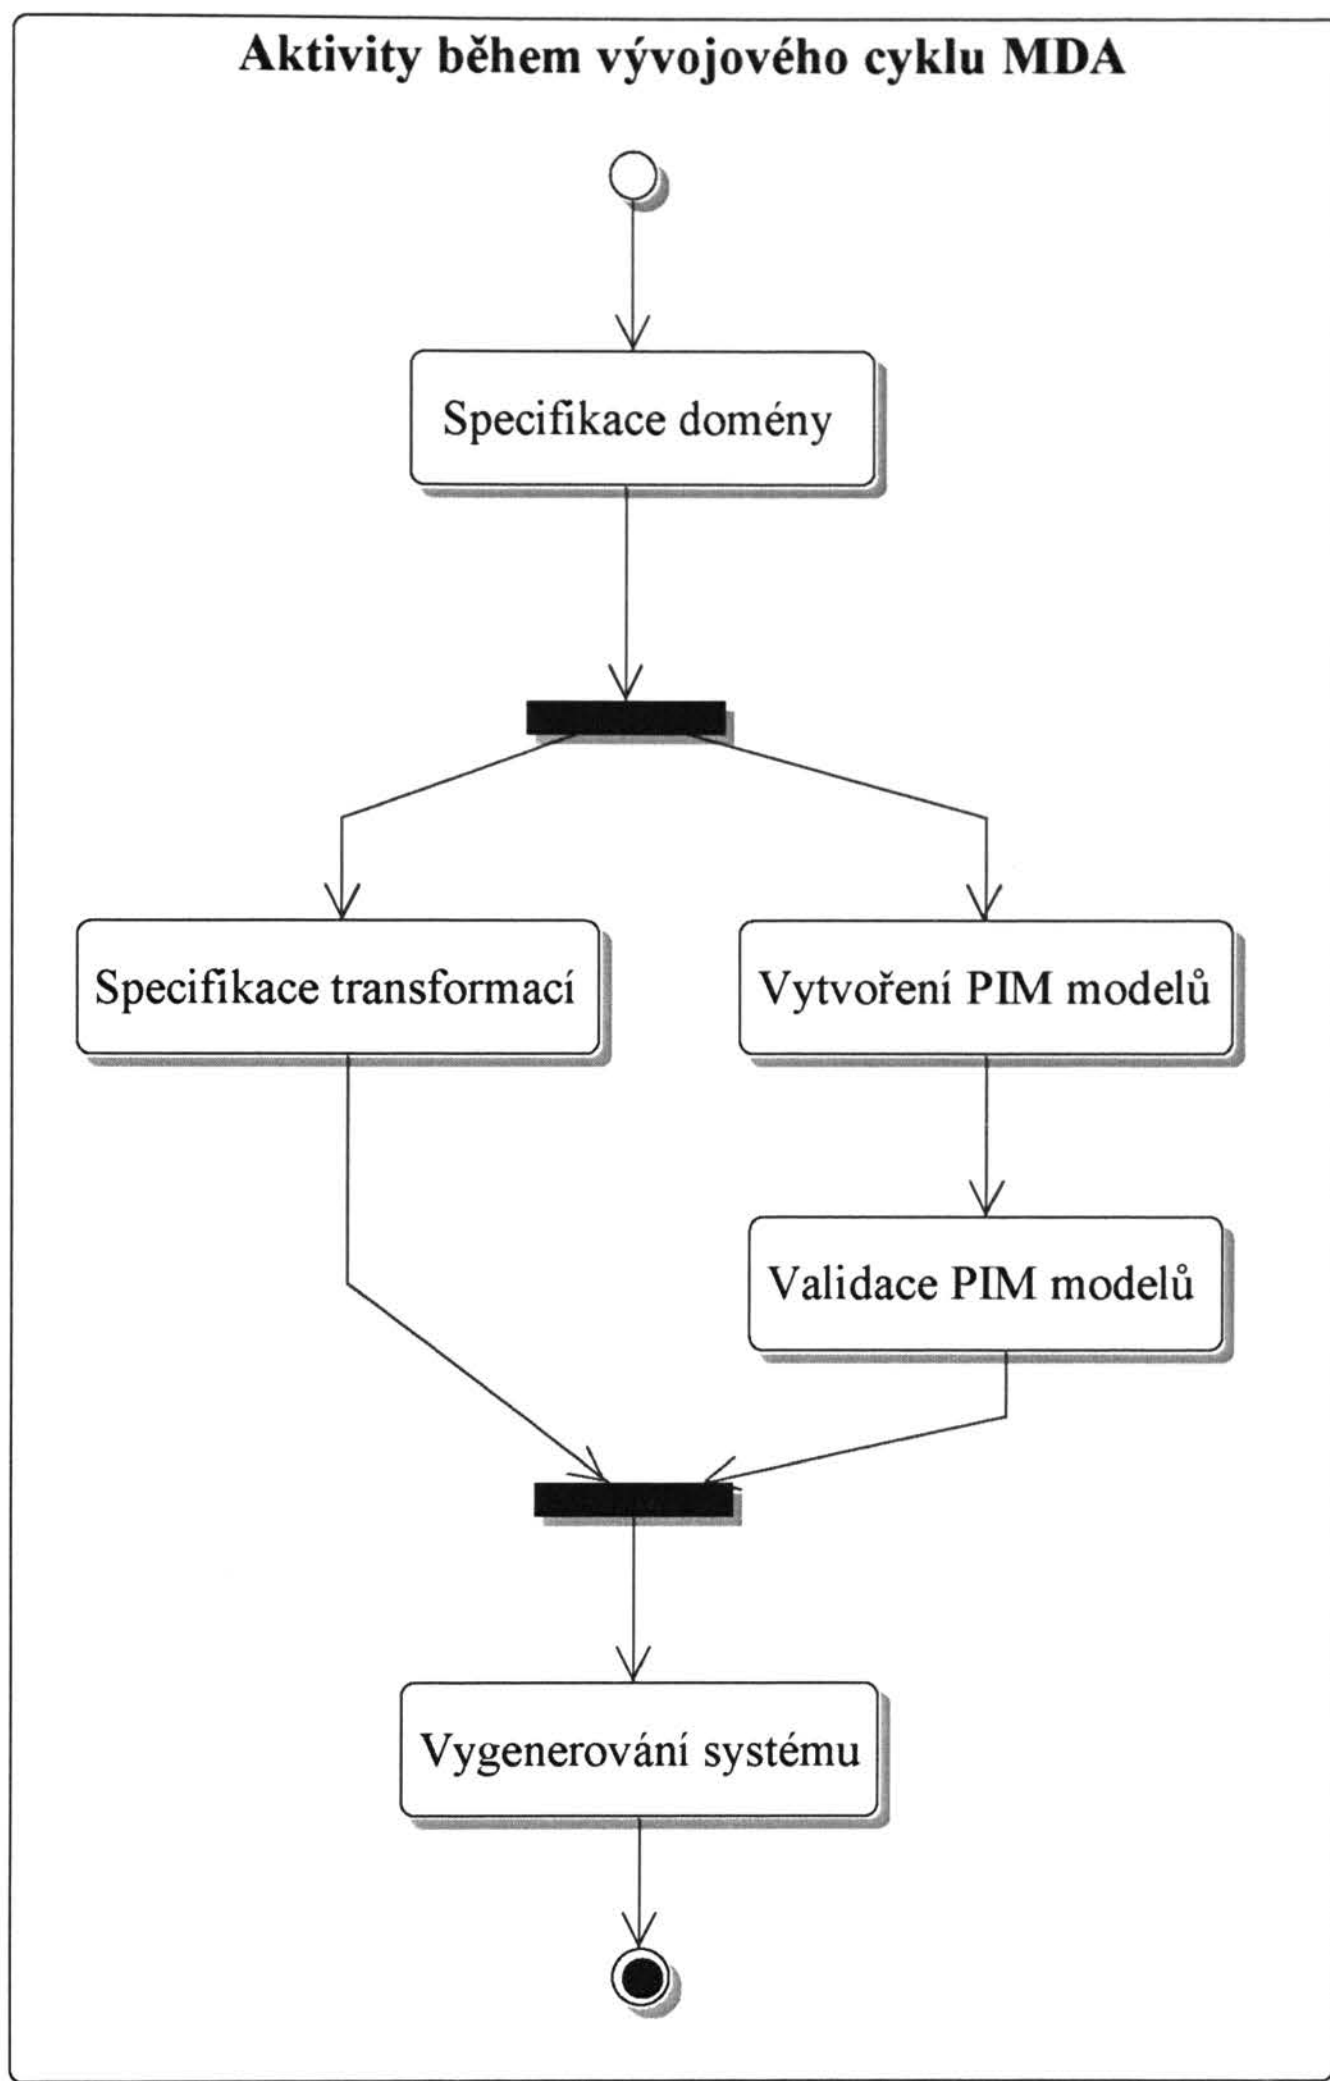 Aktivity během vývojového cyklu MDA
Specifikace domény
Specifikace transformací
Vytvoření PIM modelů
Validace PIM modelů
Vygenerování systému